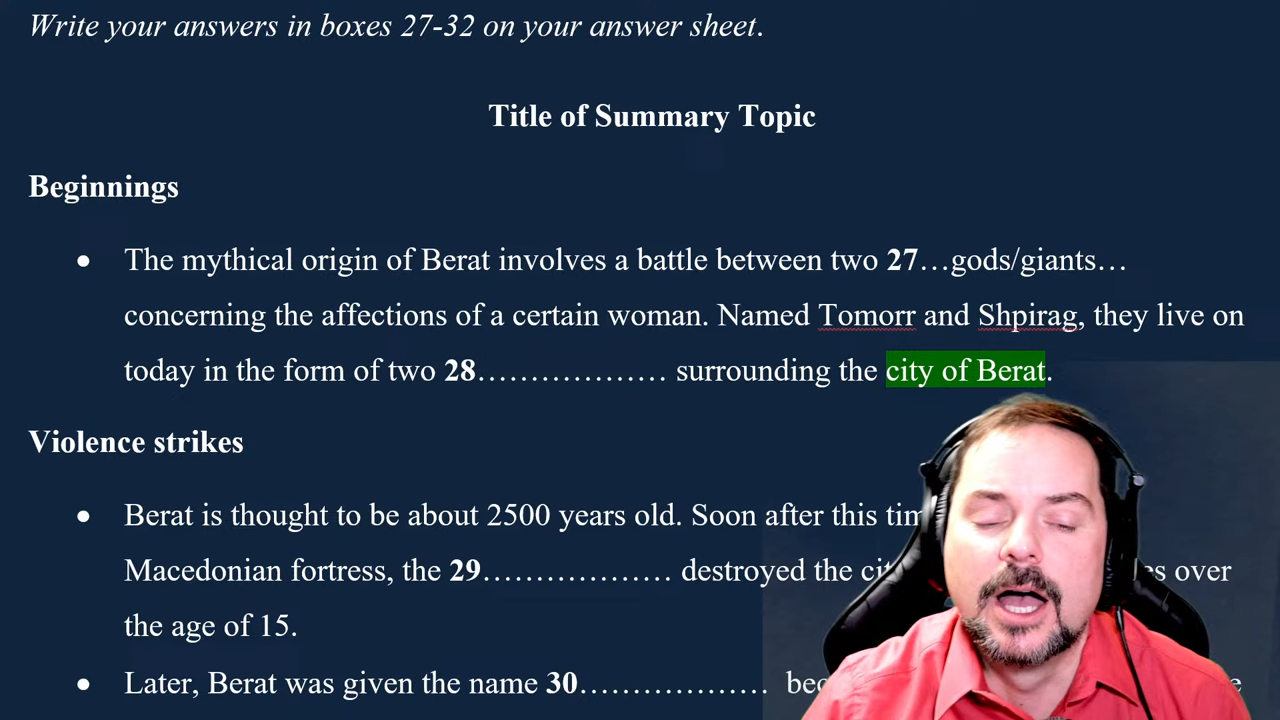 Write your answers in boxes 27-32 on your answer sheet.
Title of Summary Topic
Beginnings
• The mythical origin of Berat involves a battle between two 27…gods/giants…
concerning the affections of a certain woman. Named Tomorr and Shpirag, they live on
today in the form of two 28……………… surrounding the city of Berat.
Violence strikes
• Berat is thought to be about 2500 years old. Soon after this
Macedonian fortress, the 29……………… destroyed the over
the age of 15.
• Later, Berat was given the name 30………………